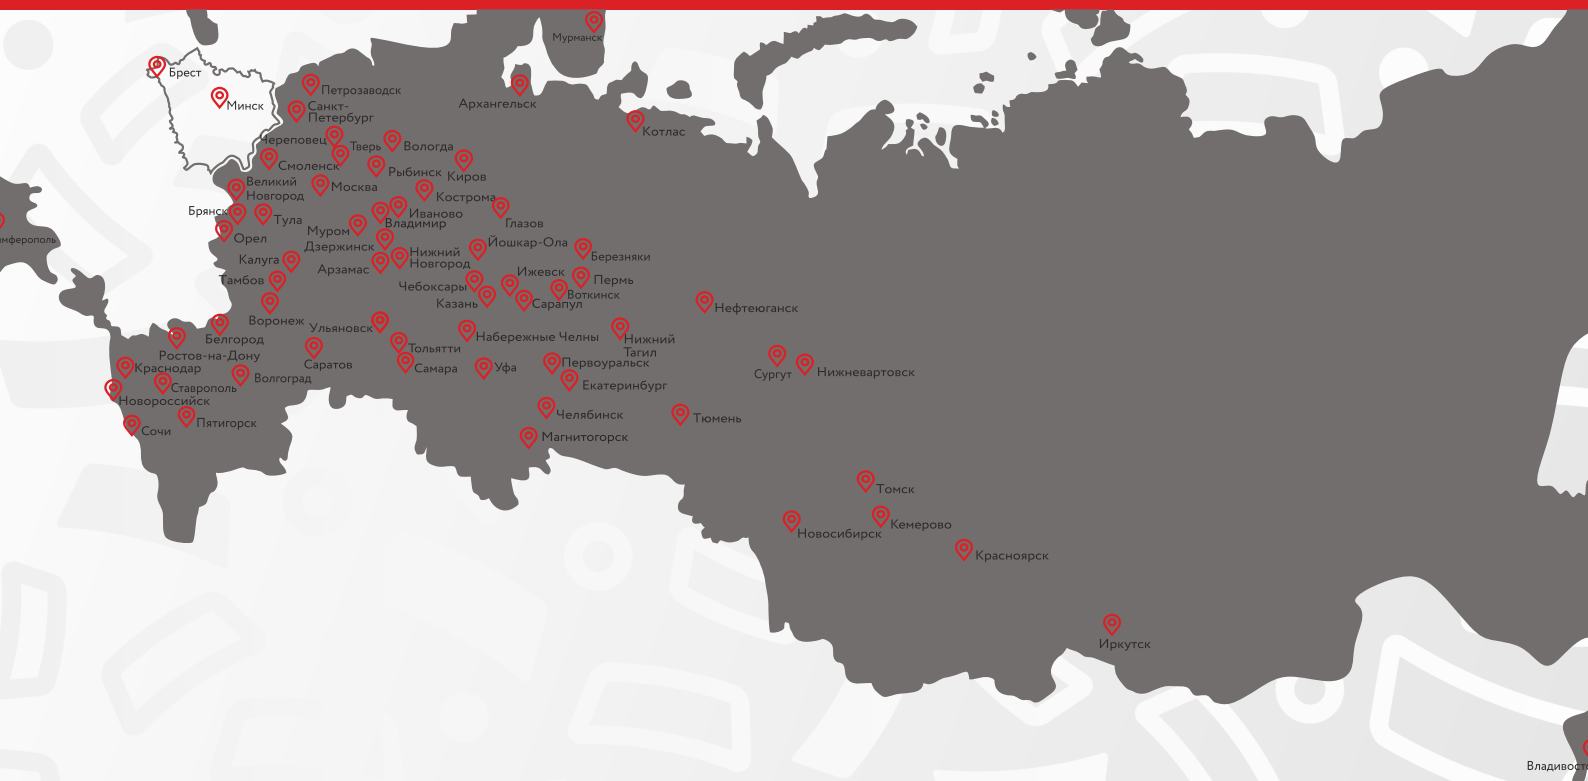 Мурманск
Брест
Петрозаводск
Минск
Архангельск
Санкт-
Петербург
Котлас
Череповец
Тверь
Вологда
Смоленск
Рыбинск
Киров
Великий
Новгород
Москва
Кострома
Брянск
Тула
Иваново
Владимир
Глазов
Муром
Орел
Дзержинск
Йошкар-Ола
Нижний
Новгород
Березняки
Калуга
Арзамас
Ижевск
Пермь
Тамбов
Чебоксары
Воткинск
Казань
Сарапул
Нефтеюганск
Воронеж
Ульяновск
Набережные Челны
Белгород
Нижний
Тагил
Тольятти
Ростов-на-Дону
Саратов
Первоуральск
Краснодар
Самара
Уфа
Сургут
Нижневартовск
Волгоград
Ставрополь
Екатеринбург
Новороссийск
Челябинск
Тюмень
Пятигорск
Сочи
Магнитогорск
Томск
Кемерово
Новосибирск
Красноярск
Иркутск